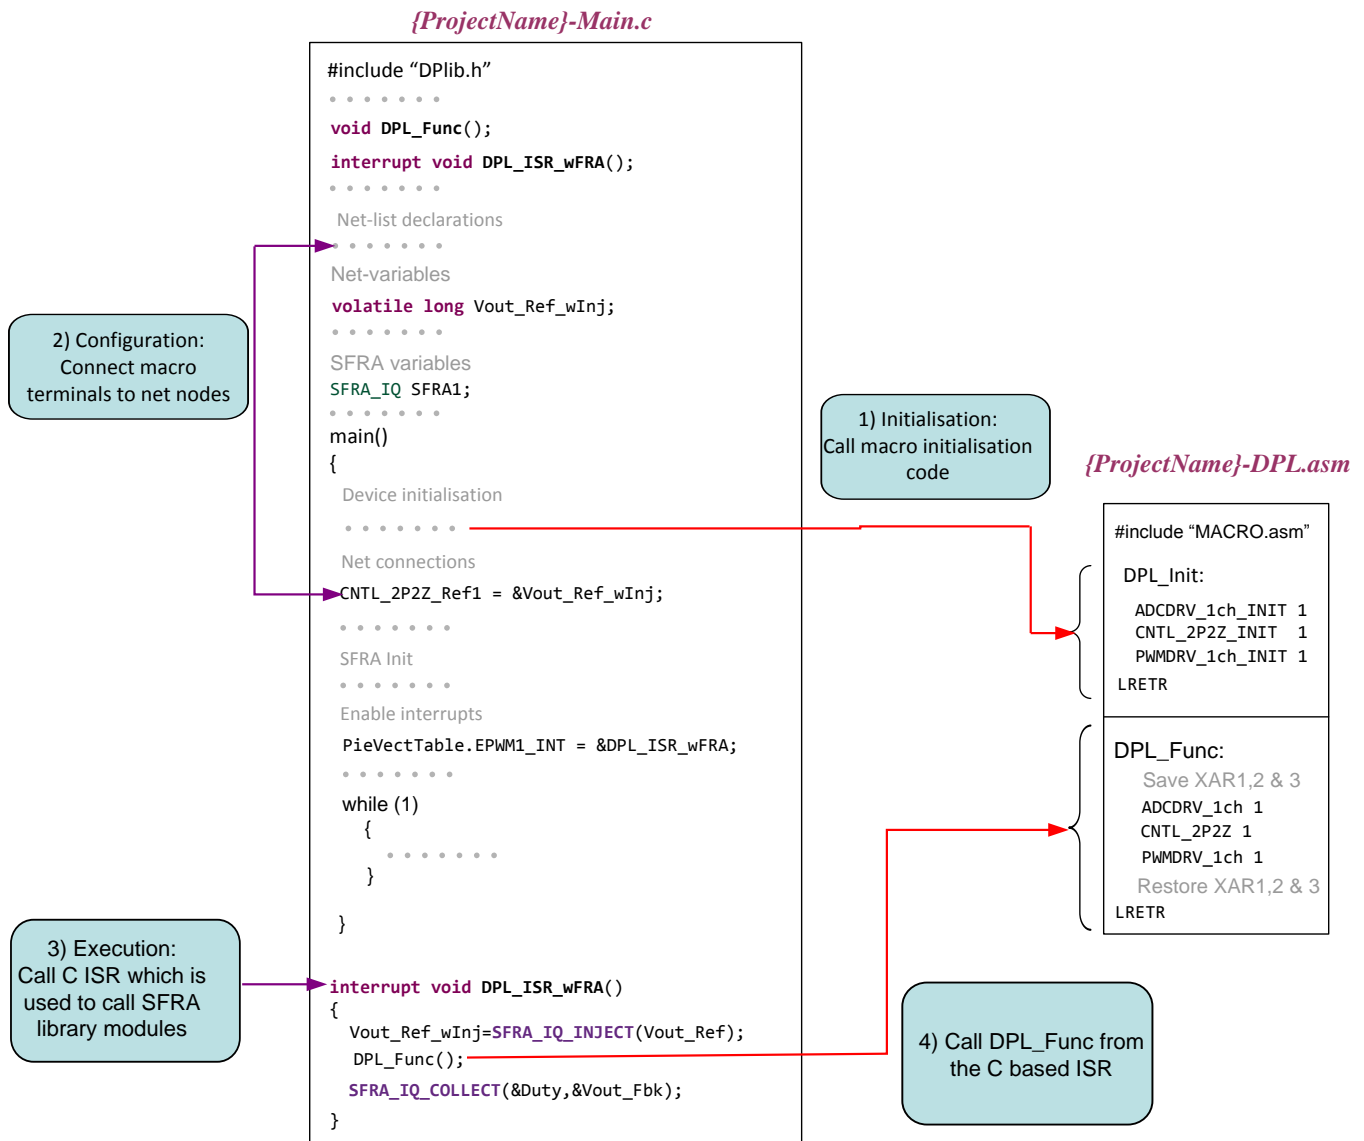 {ProjectName}-Main.c
#include “DPlib.h”
void DPL_Func();
interrupt void DPL_ISR_wFRA();
Net-list declarations
Net-variables
volatile long Vout_Ref_wInj;
SFRA variables
SFRA_IQ SFRA1;
main()
{
Device initialisation
Net connections
CNTL_2P2Z_Ref1 = &Vout_Ref_wInj;
SFRA Init
Enable interrupts
PieVectTable.EPWM1_INT = &DPL_ISR_wFRA;
while (1)
{
}
}
interrupt void DPL_ISR_wFRA()
{
Vout_Ref_wInj=SFRA_IQ_INJECT(Vout_Ref);
DPL_Func();
SFRA_IQ_COLLECT(&Duty,&Vout_Fbk);
}
2) Configuration:
Connect macro
terminals to net nodes
3) Execution:
Call C ISR which is
used to call SFRA
library modules
1) Initialisation:
Call macro initialisation
code
4) Call DPL_Func from
the C based ISR
{ProjectName}-DPL.asm
#include “MACRO.asm”
DPL_Init:
ADCDRV_1ch_INIT 1
CNTL_2P2Z_INIT 1
PWMDRV_1ch_INIT 1
LRETR
DPL_Func:
Save XAR1,2 & 3
ADCDRV_1ch 1
CNTL_2P2Z 1
PWMDRV_1ch 1
Restore XAR1,2 & 3
LRETR